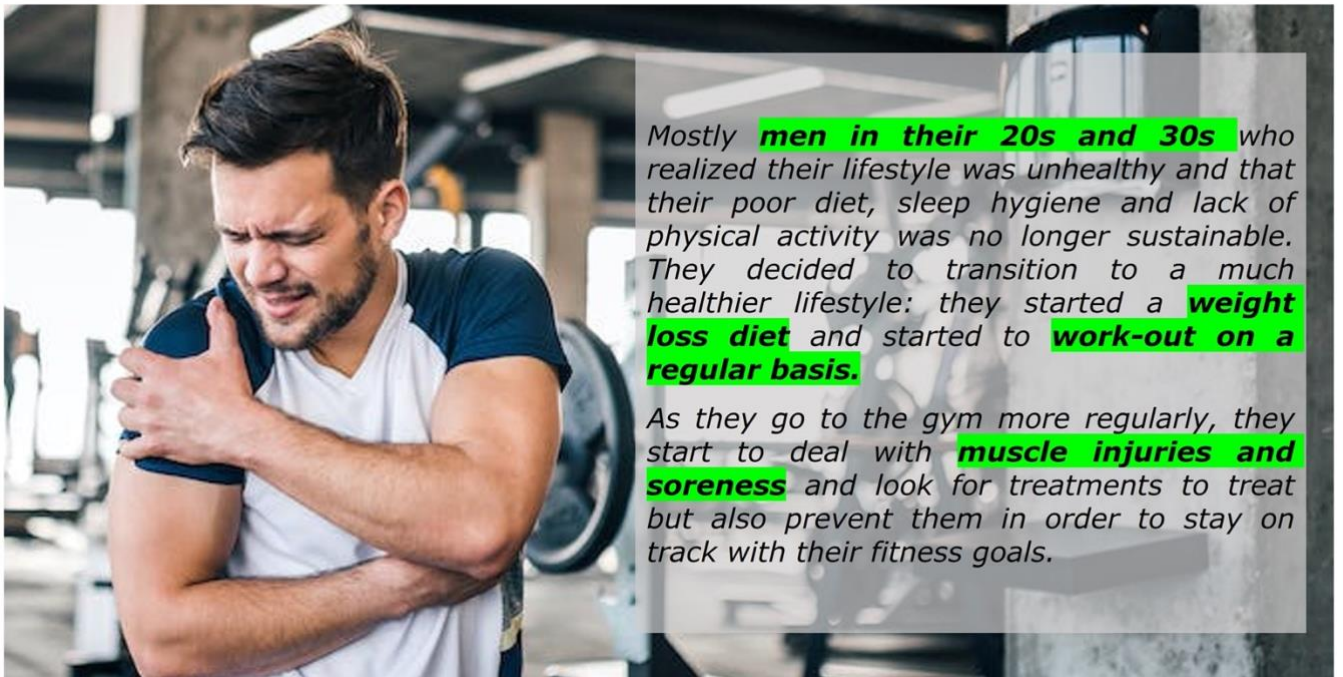 Mostly men in their 20s and 30s who
realized their lifestyle was unhealthy and that
their poor diet, sleep hygiene and lack of
physical activity was no longer sustainable.
They decided to transition to a much
healthier lifestyle: they started a weight
loss diet and started to work-out on a
regular basis.
As they go to the gym more regularly, they
start to deal with muscle injuries and
soreness and look for treatments to treat
but also prevent them in order to stay on
track with their fitness goals.